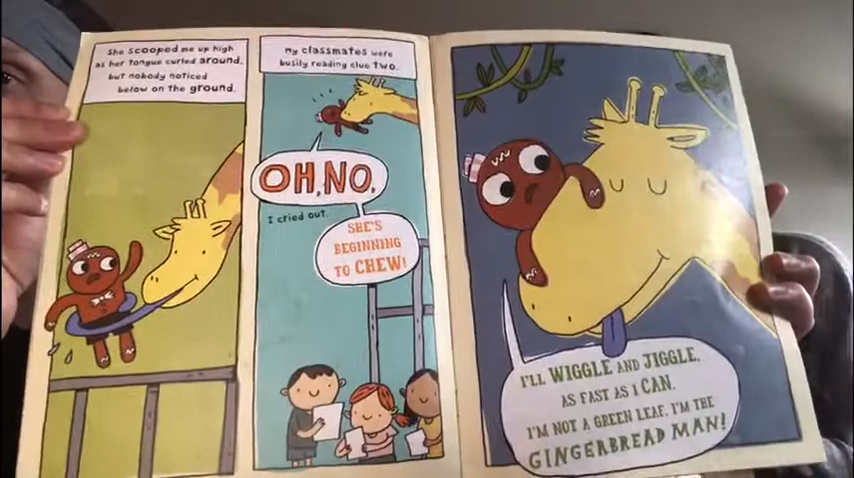 She scooped me up high
as her tongue curled around,
but nobody noticed
below on the ground.
my classmates were
busily reading clue two.
OH, NO,
I cried out.
SHE'S
BEGINNING
TO CHEW!
I'LL WIGGLE AND JIGGLE
AS FAST AS I CAN.
I'M NOT A GREEN LEAF. I'M THE
GINGERBREAD MAN!